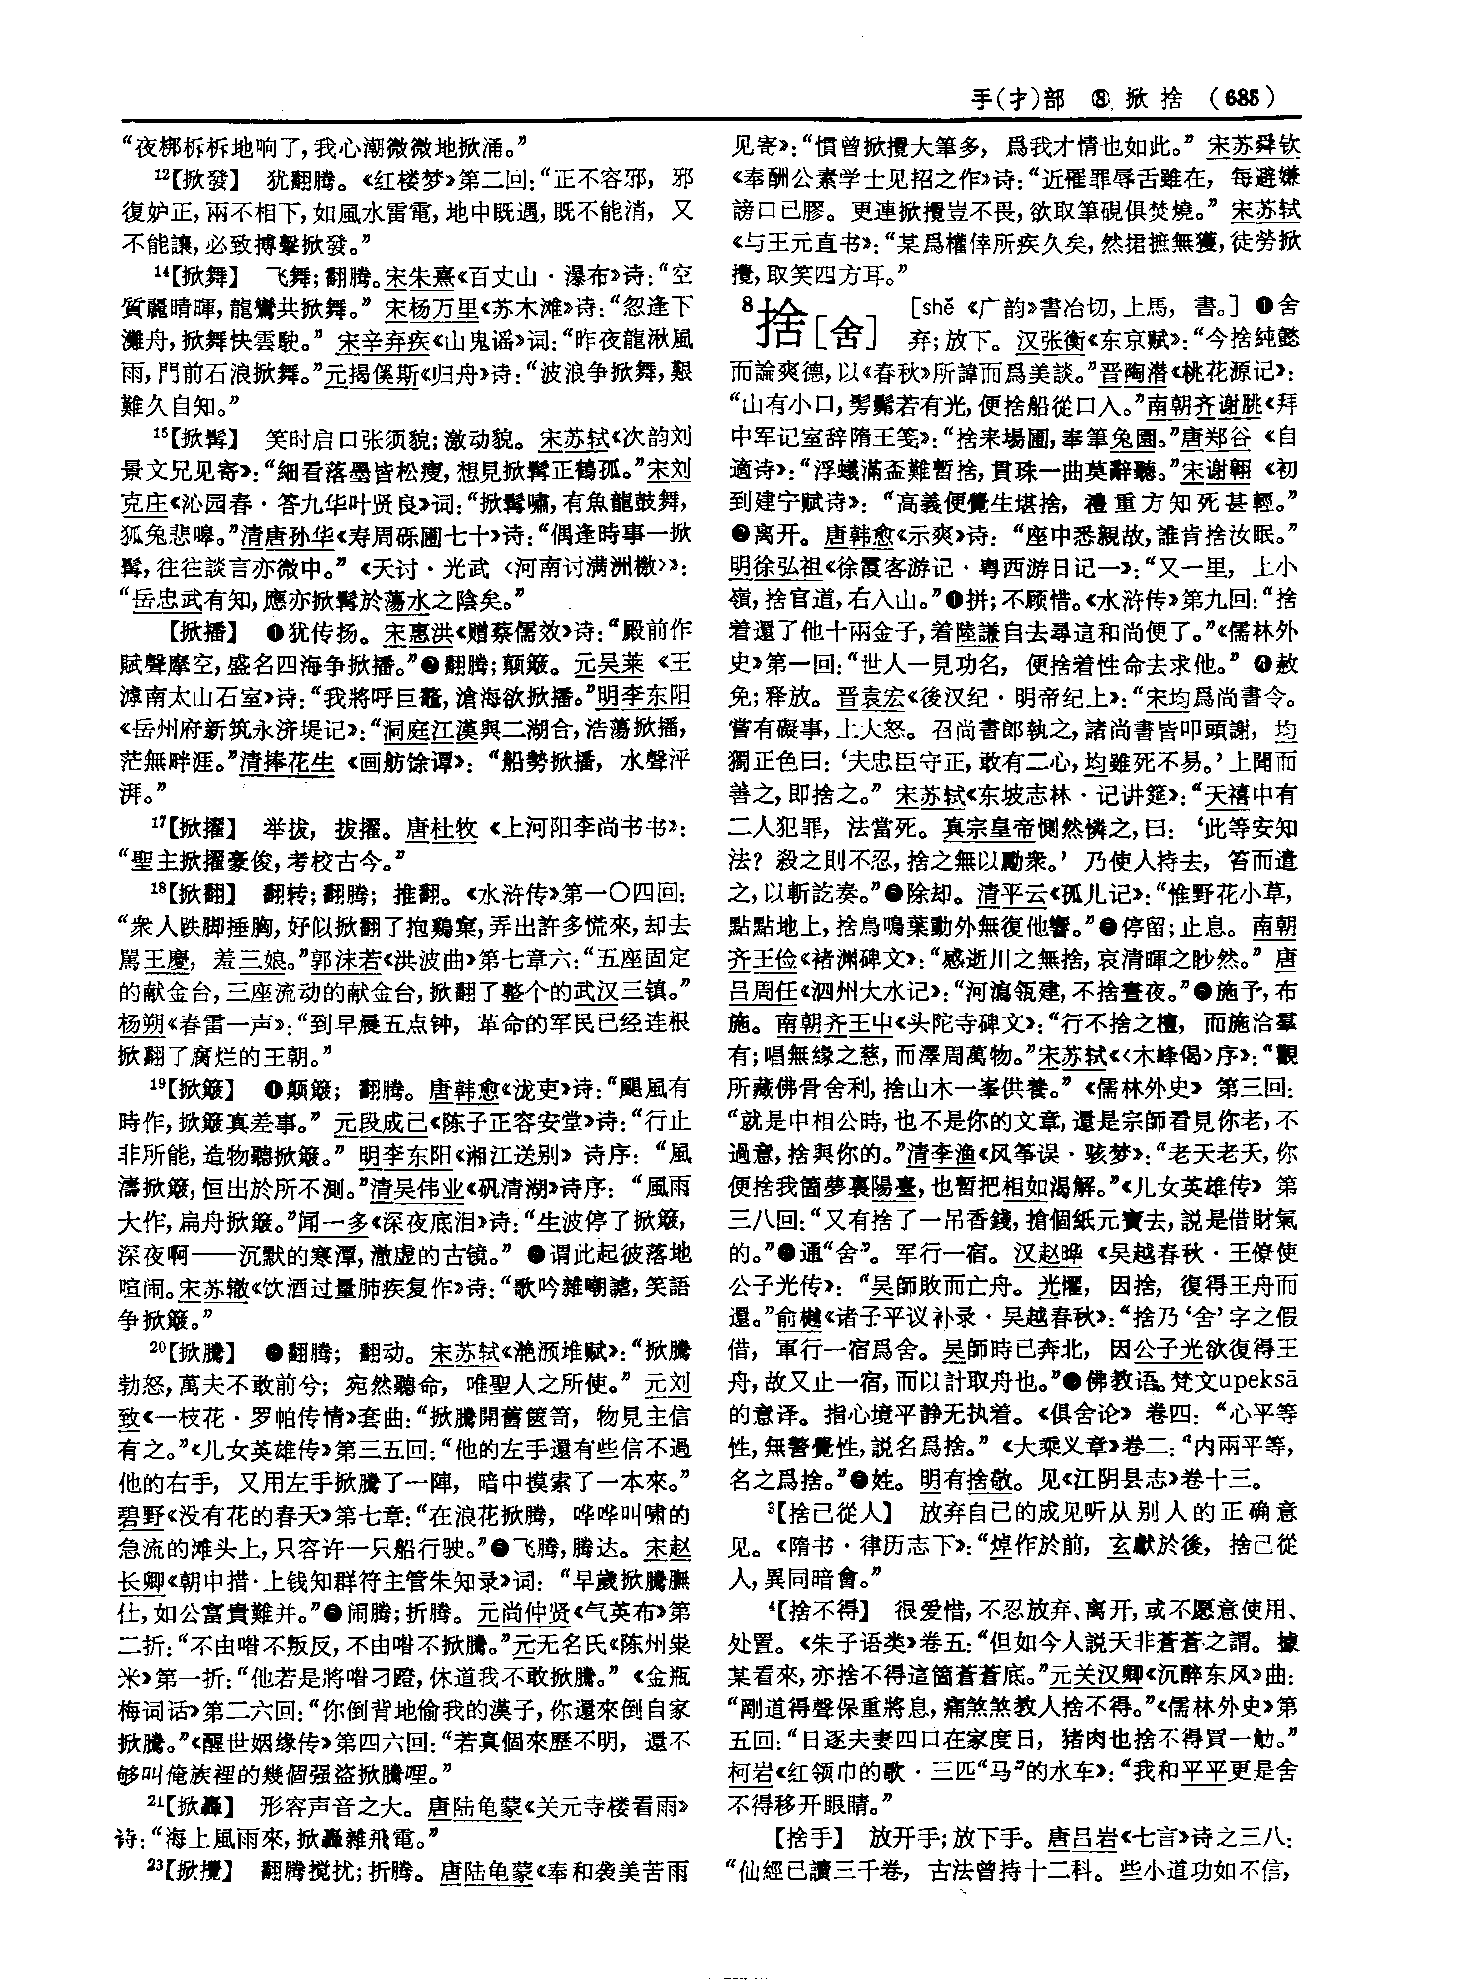 手(扌)部 ⑧ 掀捨 (685)
“夜梆柝柝地响了,我心潮微微地掀涌。”
12【掀發】 犹翻腾。《红楼梦》第二回:“正不容邪, 邪
復妒正,兩不相下,如風水雷電,地中既遇,既不能消, 又
不能讓,必致搏擊掀發。”
14【掀舞】 飞舞;翻腾。宋朱熹《百丈山·瀑布》诗:“空
質麗晴暉,龍鸞共掀舞。” 宋杨万里《苏木滩》诗:“忽逢下
灘舟,掀舞快雲駛。” 宋辛弃疾《山鬼谣》词:“昨夜龍湫風
雨,門前石浪掀舞。”元揭傒斯《归舟》诗:“波浪争掀舞,艱
難久自知。”
15【掀髯】 笑时启口张须貌;激动貌。宋苏轼《次韵刘
景文兄见寄》:“細看落墨皆松瘦,想見掀髯正鶴孤。”宋刘
克庄《沁园春·答九华叶贤良》词:“掀髯嘯,有魚龍鼓舞,
狐兔悲嗥。”清唐孙华《寿周砾圃七十》诗:“偶逢時事一掀
髯,往往談言亦微中。” 《天讨·光武〈河南讨满洲檄〉》:
“岳忠武有知,應亦掀髯於蕩水之陰矣。”
【掀播】 ❶犹传扬。宋惠洪《赠蔡儒效》诗:“殿前作
賦聲摩空,盛名四海争掀播。”❷翻腾;颠簸。元吴莱《王
漳南太山石室》诗:“我將呼巨鼇,滄海欲掀播。”明李东阳
《岳州府新筑永济堤记》:“洞庭江漢與二湖合,浩蕩掀播,
茫無畔涯。”清捧花生《画舫馀谭》:“船勢掀播, 水聲泙
湃。”
17【掀擢】 举拔, 拔擢。唐杜牧《上河阳李尚书书》:
“聖主掀擢豪俊,考校古今。”
18【掀翻】 翻转;翻腾; 推翻。《水浒传》第一〇四回:
“衆人跌脚捶胸,好似掀翻了抱鷄窠,弄出許多慌來,却去
駡王慶, 羞三娘。”郭沫若《洪波曲》第七章六:“五座固定
的献金台,三座流动的献金台,掀翻了整个的武汉三镇。”
杨朔《春雷一声》:“到早晨五点钟, 革命的军民已经连根
掀翻了腐烂的王朝。”
19【掀簸】 ❶颠簸; 翻腾。唐韩愈《泷吏》诗:“颶風有
時作,掀簸真差事。” 元段成己《陈子正容安堂》诗:“行止
非所能,造物聽掀簸。” 明李东阳《湘江送别》诗序:“風
濤掀簸,恒出於所不測。”清吴伟业《矾清湖》诗序:“風雨
大作,扁舟掀簸。”闻一多《深夜底泪》诗:“生波停了掀簸,
深夜啊——沉默的寒潭,澈虚的古镜。” ❷谓此起彼落地
喧闹。宋苏辙《饮酒过量肺疾复作》诗:“歌吟雜嘲謔,笑語
争掀簸。”
20【掀騰】 ❶翻腾; 翻动。宋苏轼《滟滪堆赋》:“掀騰
勃怒,萬夫不敢前兮; 宛然聽命, 唯聖人之所使。” 元刘
致《一枝花·罗帕传情》套曲:“掀騰開舊篋笥, 物見主信
有之。”《儿女英雄传》第三五回:“他的左手還有些信不過
他的右手, 又用左手掀騰了一陣, 暗中摸索了一本來。”
碧野《没有花的春天》第七章:“在浪花掀腾, 哗哗叫啸的
急流的滩头上,只容许一只船行驶。”❷飞腾,腾达。宋赵
长卿《朝中措·上钱知群符主管朱知录》词:“早歲掀騰膴
仕,如公富貴難并。”❸闹腾;折腾。元尚仲贤《气英布》第
二折:“不由喒不叛反,不由喒不掀騰。”元无名氏《陈州粜
米》第一折:“他若是將喒刁蹬,休道我不敢掀騰。” 《金瓶
梅词话》第二六回:“你倒背地偷我的漢子,你還來倒自家
掀騰。”《醒世姻缘传》第四六回:“若真個來歷不明, 還不
够叫俺族裡的幾個强盗掀騰哩。”
21【掀轟】 形容声音之大。唐陆龟蒙《关元寺楼看雨》
诗:“海上風雨來,掀轟雜飛電。”
23【掀攪】 翻腾搅扰;折腾。唐陆龟蒙《奉和袭美苦雨
见寄》:“慣曾掀攪大筆多, 爲我才情也如此。” 宋苏舜钦
《奉酬公素学士见招之作》诗:“近罹罪辱舌雖在, 每避嫌
謗口已膠。更連掀攪豈不畏,欲取筆硯俱焚燒。” 宋苏轼
《与王元直书》:“某爲權倖所疾久矣,然捃摭無獲,徒勞掀
攪,取笑四方耳。”
8捨[舍] [shě 《广韵》書冶切,上馬, 書。] ❶舍
弃;放下。汉张衡《东京赋》:“今捨純懿
而論爽德,以《春秋》所諱而爲美談。”晋陶潜《桃花源记》:
“山有小口,髣髴若有光,便捨船從口入。”南朝齐谢朓《拜
中军记室辞隋王笺》:“捨耒場圃,奉筆兔園。”唐郑谷《自
適诗》:“浮蟻滿盃難暫捨,貫珠一曲莫辭聽。”宋谢翱《初
到建宁赋诗》:“高義便覺生堪捨, 禮重方知死甚輕。”
❷离开。唐韩愈《示爽》诗:“座中悉親故,誰肯捨汝眠。”
明徐弘祖《徐霞客游记·粤西游日记一》:“又一里, 上小
嶺,捨官道,右入山。”❸拼;不顾惜。《水浒传》第九回:“捨
着還了他十兩金子,着陸謙自去尋這和尚便了。”《儒林外
史》第一回:“世人一見功名, 便捨着性命去求他。” ❹赦
免;释放。晋袁宏《後汉纪·明帝纪上》:“宋均爲尚書令。
嘗有礙事,上大怒。召尚書郎執之,諸尚書皆叩頭謝, 均
獨正色曰:‘夫忠臣守正,敢有二心,均雖死不易。’上聞而
善之,即捨之。” 宋苏轼《东坡志林·记讲筵》:“天禧中有
二人犯罪, 法當死。真宗皇帝惻然憐之,曰:‘此等安知
法?殺之則不忍,捨之無以勵衆。’ 乃使人持去, 笞而遣
之,以斬訖奏。”❺除却。清平云《孤儿记》:“惟野花小草,
點點地上,捨鳥鳴葉動外無復他響。”❻停留;止息。南朝
齐王俭《褚渊碑文》:“感逝川之無捨,哀清暉之眇然。” 唐
吕周任《泗州大水记》:“河瀉瓴建,不捨晝夜。”❼施予,布
施。南朝齐王屮《头陀寺碑文》:“行不捨之檀, 而施洽羣
有;唱無缘之慈,而澤周萬物。”宋苏轼《〈木峰偈〉序》:“觀
所藏佛骨舍利,捨山木一峯供養。” 《儒林外史》第三回:
“就是中相公時,也不是你的文章,還是宗師看見你老,不
過意,捨與你的。”清李渔《风筝误·骇梦》:“老天老天,你
便捨我箇夢裏陽臺,也暫把相如渴解。”《儿女英雄传》第
三八回:“又有捨了一吊香錢,搶個紙元寶去,説是借財氣
的。”❽通“舍”。军行一宿。汉赵晔《吴越春秋·王僚使
公子光传》:“吴師敗而亡舟。光懼, 因捨, 復得王舟而
還。”俞樾《诸子平议补录·吴越春秋》:“捨乃‘舍’字之假
借, 軍行一宿爲舍。吴師時已奔北, 因公子光欲復得王
舟,故又止一宿,而以計取舟也。”❾佛教语。梵文upeksā
的意译。指心境平静无执着。《俱舍论》卷四:“心平等
性,無警覺性,説名爲捨。” 《大乘义章》卷二:“内兩平等,
名之爲捨。”❿姓。明有捨敬。见《江阴县志》卷十三。
3【捨己從人】 放弃自己的成见听从别人的正确意
见。《隋书·律历志下》:“焯作於前, 玄獻於後, 捨己從
人,異同暗會。”
4【捨不得】 很爱惜,不忍放弃、离开,或不愿意使用、
处置。《朱子语类》卷五:“但如今人説天非蒼蒼之謂。據
某看來,亦捨不得這箇蒼蒼底。”元关汉卿《沉醉东风》曲:
“剛道得聲保重將息,痛煞煞教人捨不得。”《儒林外史》第
五回:“日逐夫妻四口在家度日, 猪肉也捨不得買一觔。”
柯岩《红领巾的歌·三匹“马”的水车》:“我和平平更是舍
不得移开眼睛。”
【捨手】 放开手;放下手。唐吕岩《七言》诗之三八:
“仙經已讀三千卷, 古法曾持十二科。些小道功如不信,